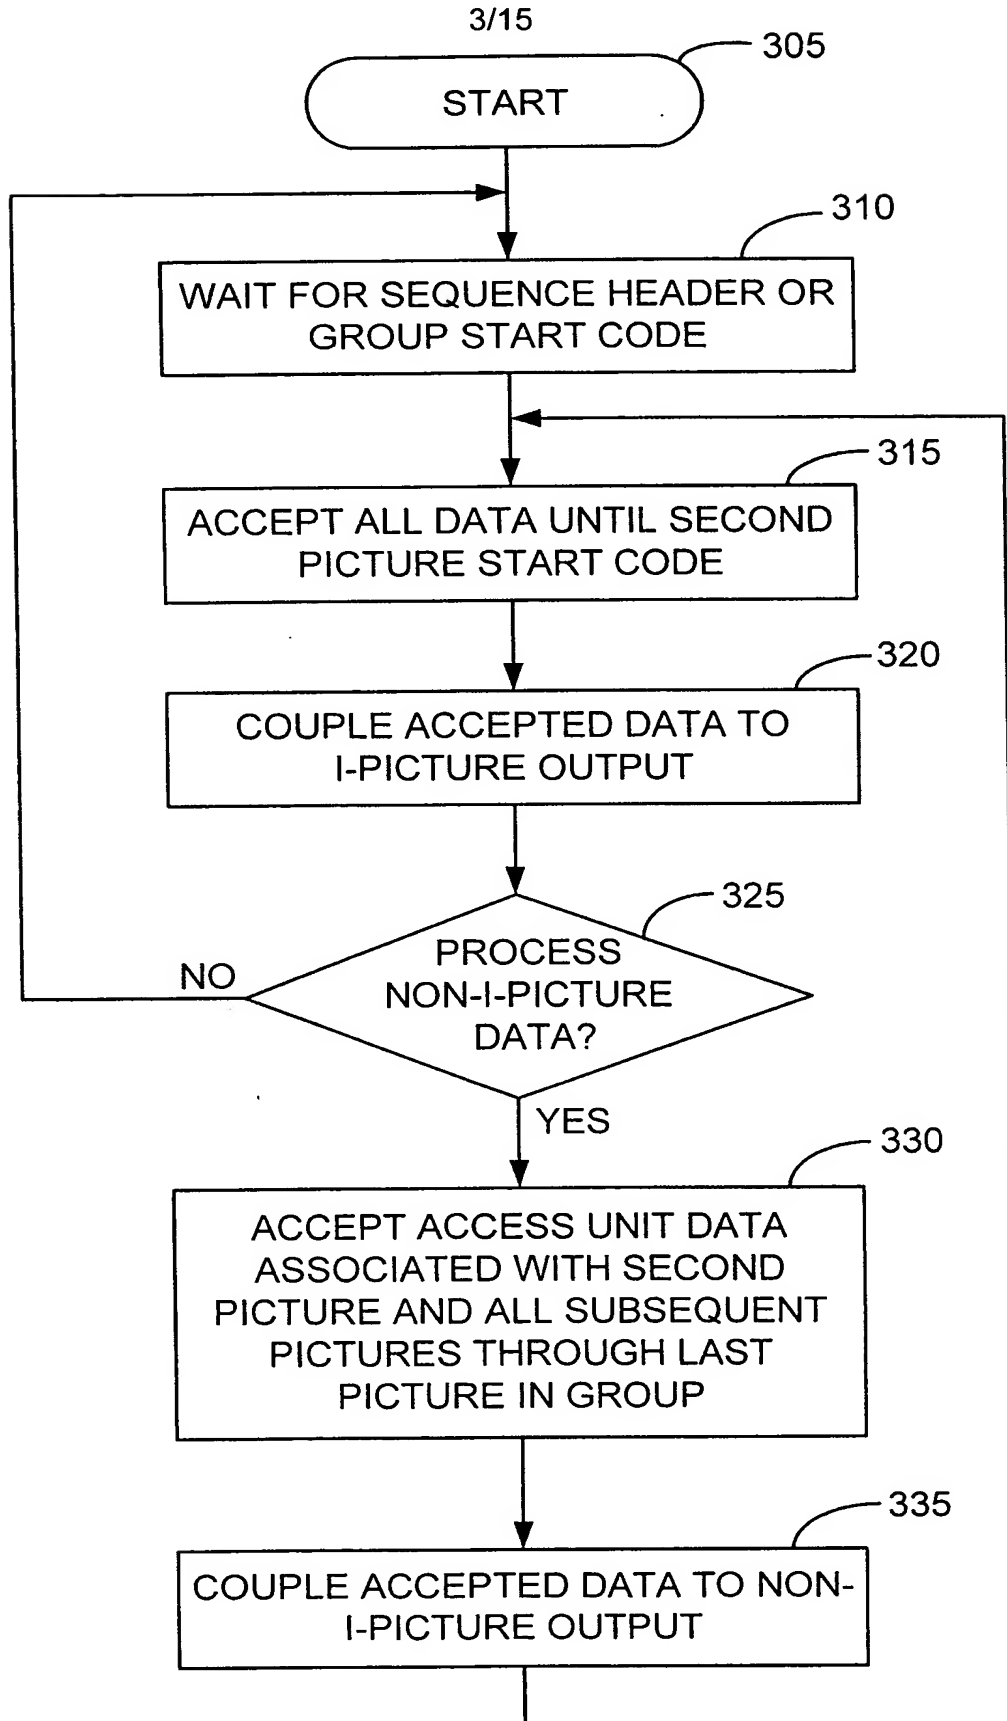 3/15
305
START
310
WAIT FOR SEQUENCE HEADER OR
GROUP START CODE
315
ACCEPT ALL DATA UNTIL SECOND
PICTURE START CODE
320
COUPLE ACCEPTED DATA TO
I-PICTURE OUTPUT
325
PROCESS
NON-I-PICTURE
DATA?
NO
YES
330
ACCEPT ACCESS UNIT DATA
ASSOCIATED WITH SECOND
PICTURE AND ALL SUBSEQUENT
PICTURES THROUGH LAST
PICTURE IN GROUP
335
COUPLE ACCEPTED DATA TO NON-
I-PICTURE OUTPUT